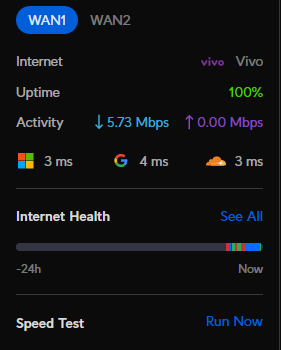 WAN1 WAN2
Internet vivo Vivo
Uptime 100%
Activity ↓ 5.73 Mbps ↑ 0.00 Mbps
3 ms G 4 ms 3 ms
Internet Health See All
-24h Now
Speed Test Run Now